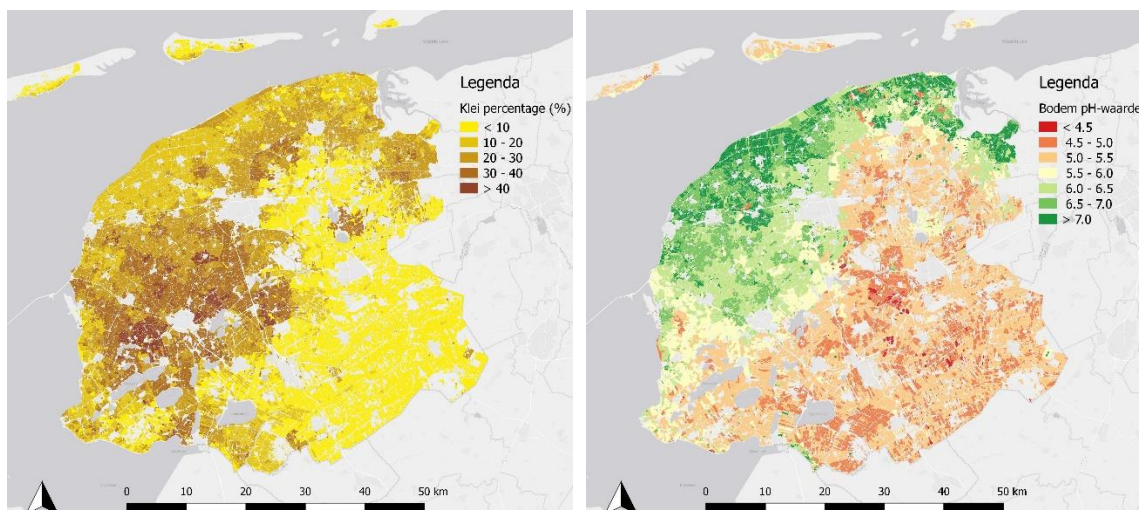 Legenda
Klei percentage (%)
< 10
10 - 20
20 - 30
30 - 40
> 40
0 10 20 30 40 50 km
Legenda
Bodem pH-waarde
< 4.5
4.5 - 5.0
5.0 - 5.5
5.5 - 6.0
6.0 - 6.5
6.5 - 7.0
> 7.0
0 10 20 30 40 50 km